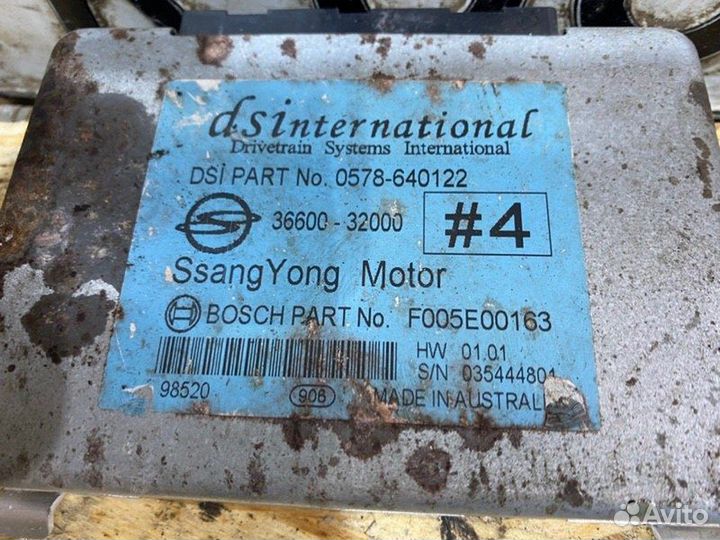 dsinternational
Drivetrain Systems International
DSİ PART No. 0578-640122
36600-32000 #4
SsangYong Motor
BOSCH PART No. F005E00163
HW 01.01
S/N 035444801
98520 906 MADE IN AUSTRALI
Avito